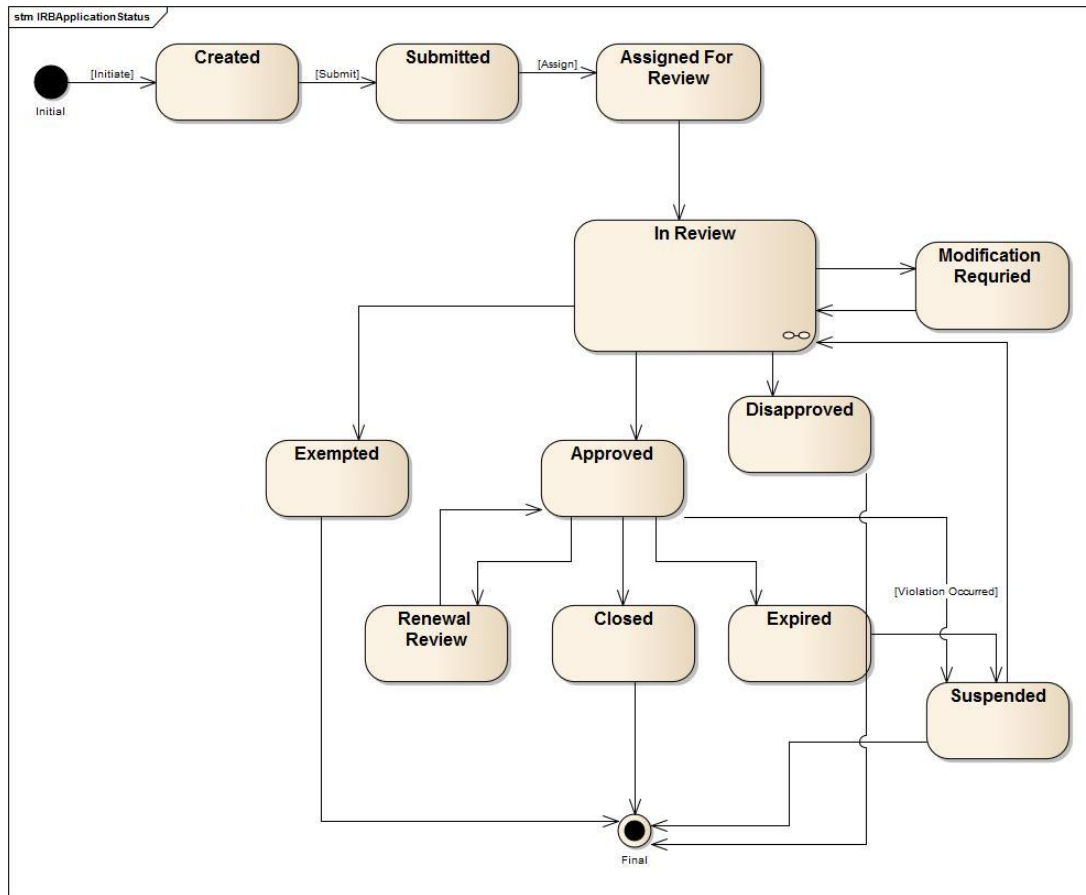 stm IRBApplicationStatus
Initial
[Initiate]
Created
[Submit]
Submitted
[Assign]
Assigned For
Review
In Review
Modification
Requried
Disapproved
Exempted
Approved
[Violation Occurred]
Renewal
Review
Closed
Expired
Suspended
Final